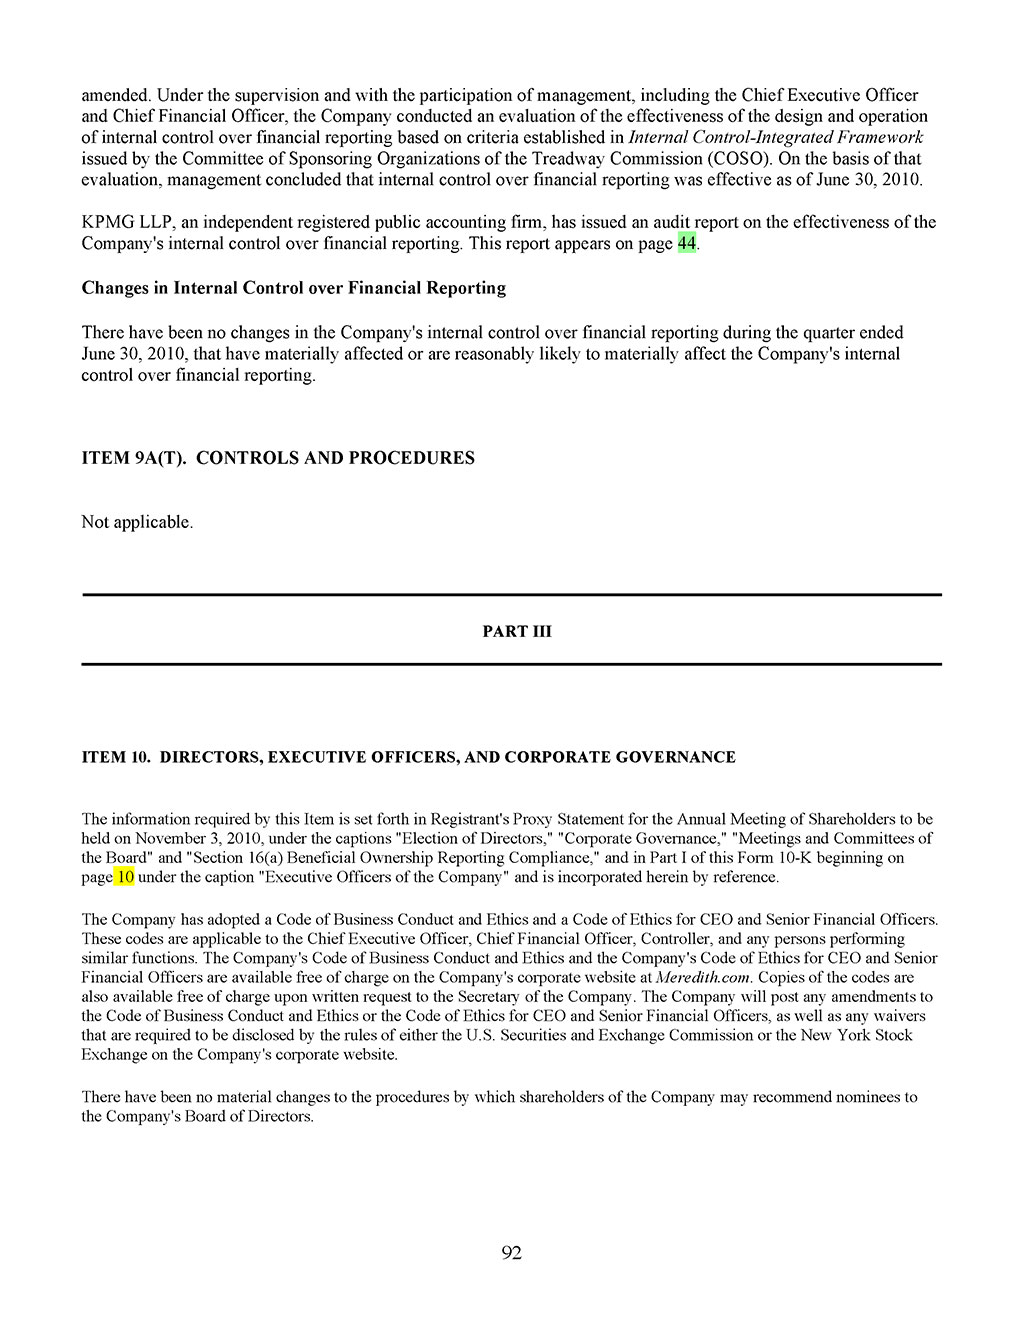 amended. Under the supervision and with the participation of management, including the Chief Executive Officer
and Chief Financial Officer, the Company conducted an evaluation of the effectiveness of the design and operation
of internal control over financial reporting based on criteria established in Internal Control-Integrated Framework
issued by the Committee of Sponsoring Organizations of the Treadway Commission (COSO). On the basis of that
evaluation, management concluded that internal control over financial reporting was effective as of June 30, 2010.
KPMG LLP, an independent registered public accounting firm, has issued an audit report on the effectiveness of the
Company's internal control over financial reporting. This report appears on page 44.
Changes in Internal Control over Financial Reporting
There have been no changes in the Company's internal control over financial reporting during the quarter ended
June 30, 2010, that have materially affected or are reasonably likely to materially affect the Company's internal
control over financial reporting.
ITEM 9A(T). CONTROLS AND PROCEDURES
Not applicable.
PART III
ITEM 10. DIRECTORS, EXECUTIVE OFFICERS, AND CORPORATE GOVERNANCE
The information required by this Item is set forth in Registrant's Proxy Statement for the Annual Meeting of Shareholders to be
held on November 3, 2010, under the captions "Election of Directors," "Corporate Governance," "Meetings and Committees of
the Board" and "Section 16(a) Beneficial Ownership Reporting Compliance," and in Part I of this Form 10-K beginning on
page 10 under the caption "Executive Officers of the Company" and is incorporated herein by reference.
The Company has adopted a Code of Business Conduct and Ethics and a Code of Ethics for CEO and Senior Financial Officers.
These codes are applicable to the Chief Executive Officer, Chief Financial Officer, Controller, and any persons performing
similar functions. The Company's Code of Business Conduct and Ethics and the Company's Code of Ethics for CEO and Senior
Financial Officers are available free of charge on the Company's corporate website at Meredith.com. Copies of the codes are
also available free of charge upon written request to the Secretary of the Company. The Company will post any amendments to
the Code of Business Conduct and Ethics or the Code of Ethics for CEO and Senior Financial Officers, as well as any waivers
that are required to be disclosed by the rules of either the U.S. Securities and Exchange Commission or the New York Stock
Exchange on the Company's corporate website.
There have been no material changes to the procedures by which shareholders of the Company may recommend nominees to
the Company's Board of Directors.
92